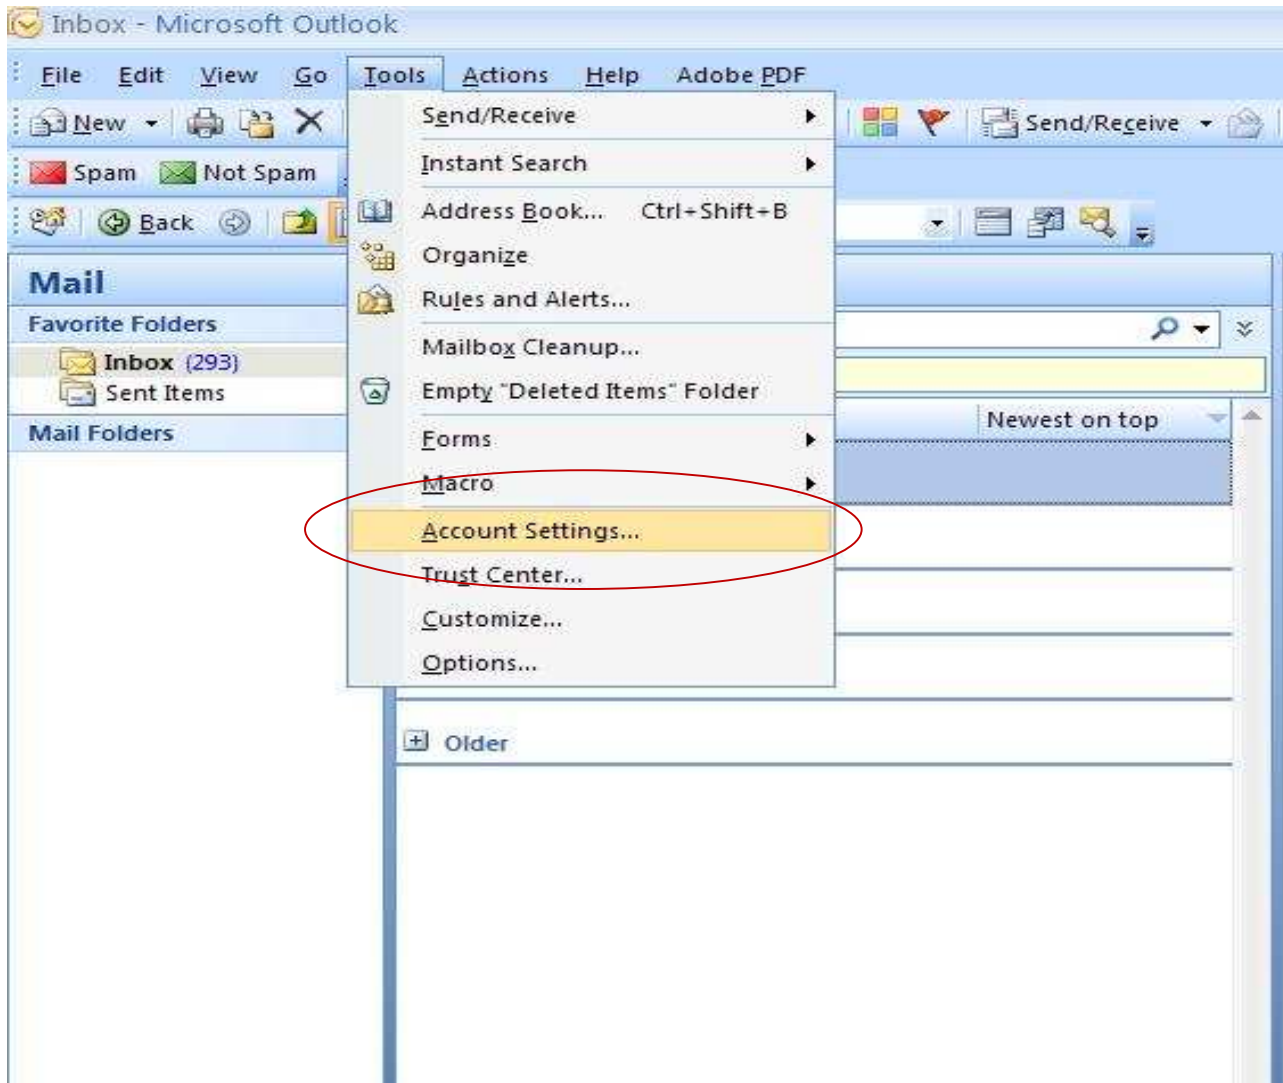 Inbox - Microsoft Outlook
File Edit View Go Tools Actions Help Adobe PDF
New Send/Receive
Spam Not Spam
Back
Send/Receive
Instant Search
Address Book... Ctrl+Shift+B
Organize
Rules and Alerts...
Mailbox Cleanup...
Empty "Deleted Items" Folder
Forms
Macro
Account Settings...
Trust Center...
Customize...
Options...
Mail
Favorite Folders
Inbox (293)
Sent Items
Mail Folders
Newest on top
Older